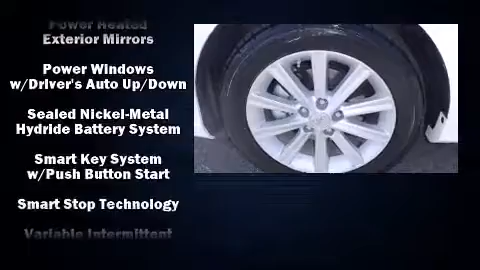 Power Heated
Exterior Mirrors
Power Windows
w/Driver's Auto Up/Down
Sealed Nickel-Metal
Hydride Battery System
Smart Key System
w/Push Button Start
Smart Stop Technology
Variable Intermittent